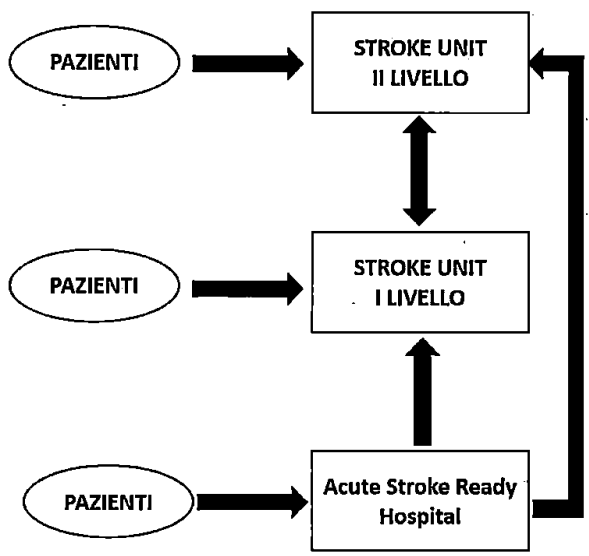 PAZIENTI
STROKE UNIT
II LIVELLO
PAZIENTI
STROKE UNIT
I LIVELLO
PAZIENTI
Acute Stroke Ready
Hospital